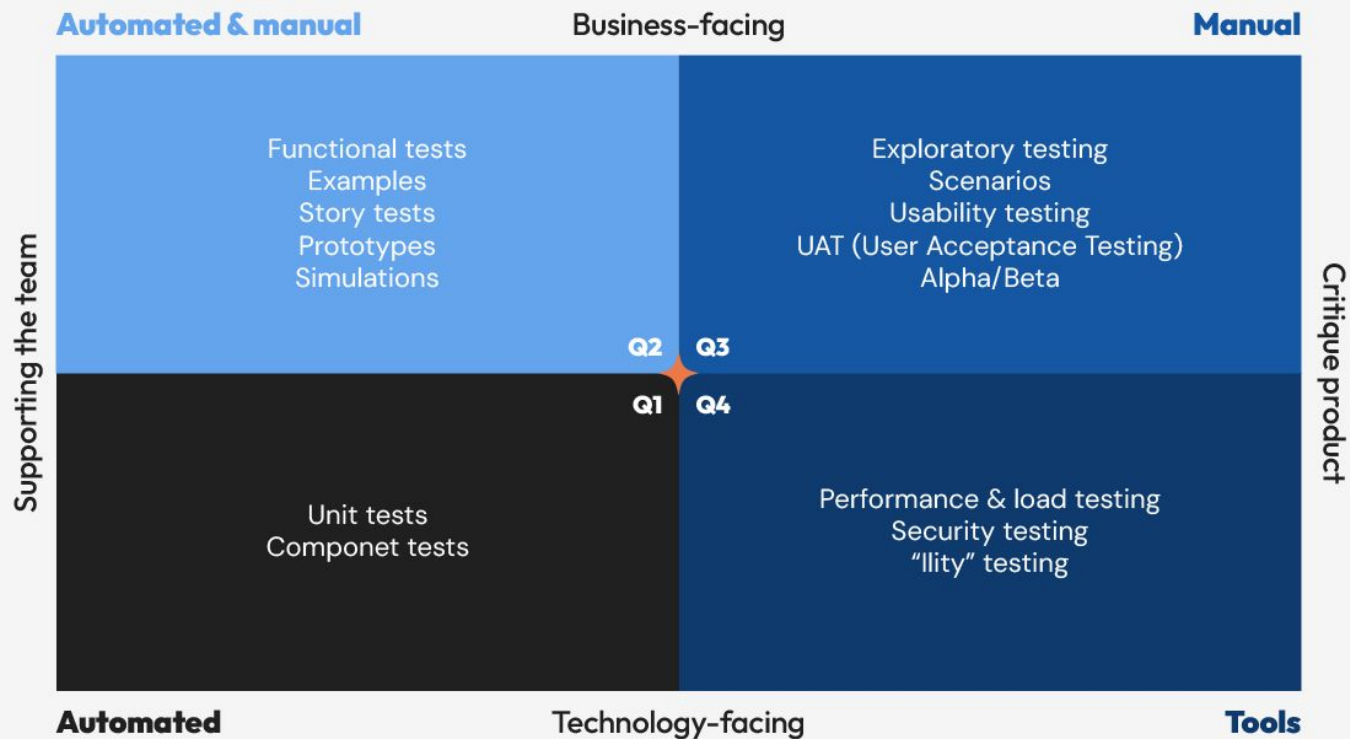 Automated & manual
Business-facing
Manual
Supporting the team
Functional tests
Examples
Story tests
Prototypes
Simulations
Q2
Exploratory testing
Scenarios
Usability testing
UAT (User Acceptance Testing)
Alpha/Beta
Q3
Critique product
Q1
Unit tests
Componet tests
Q4
Performance & load testing
Security testing
“Ility” testing
Automated
Technology-facing
Tools